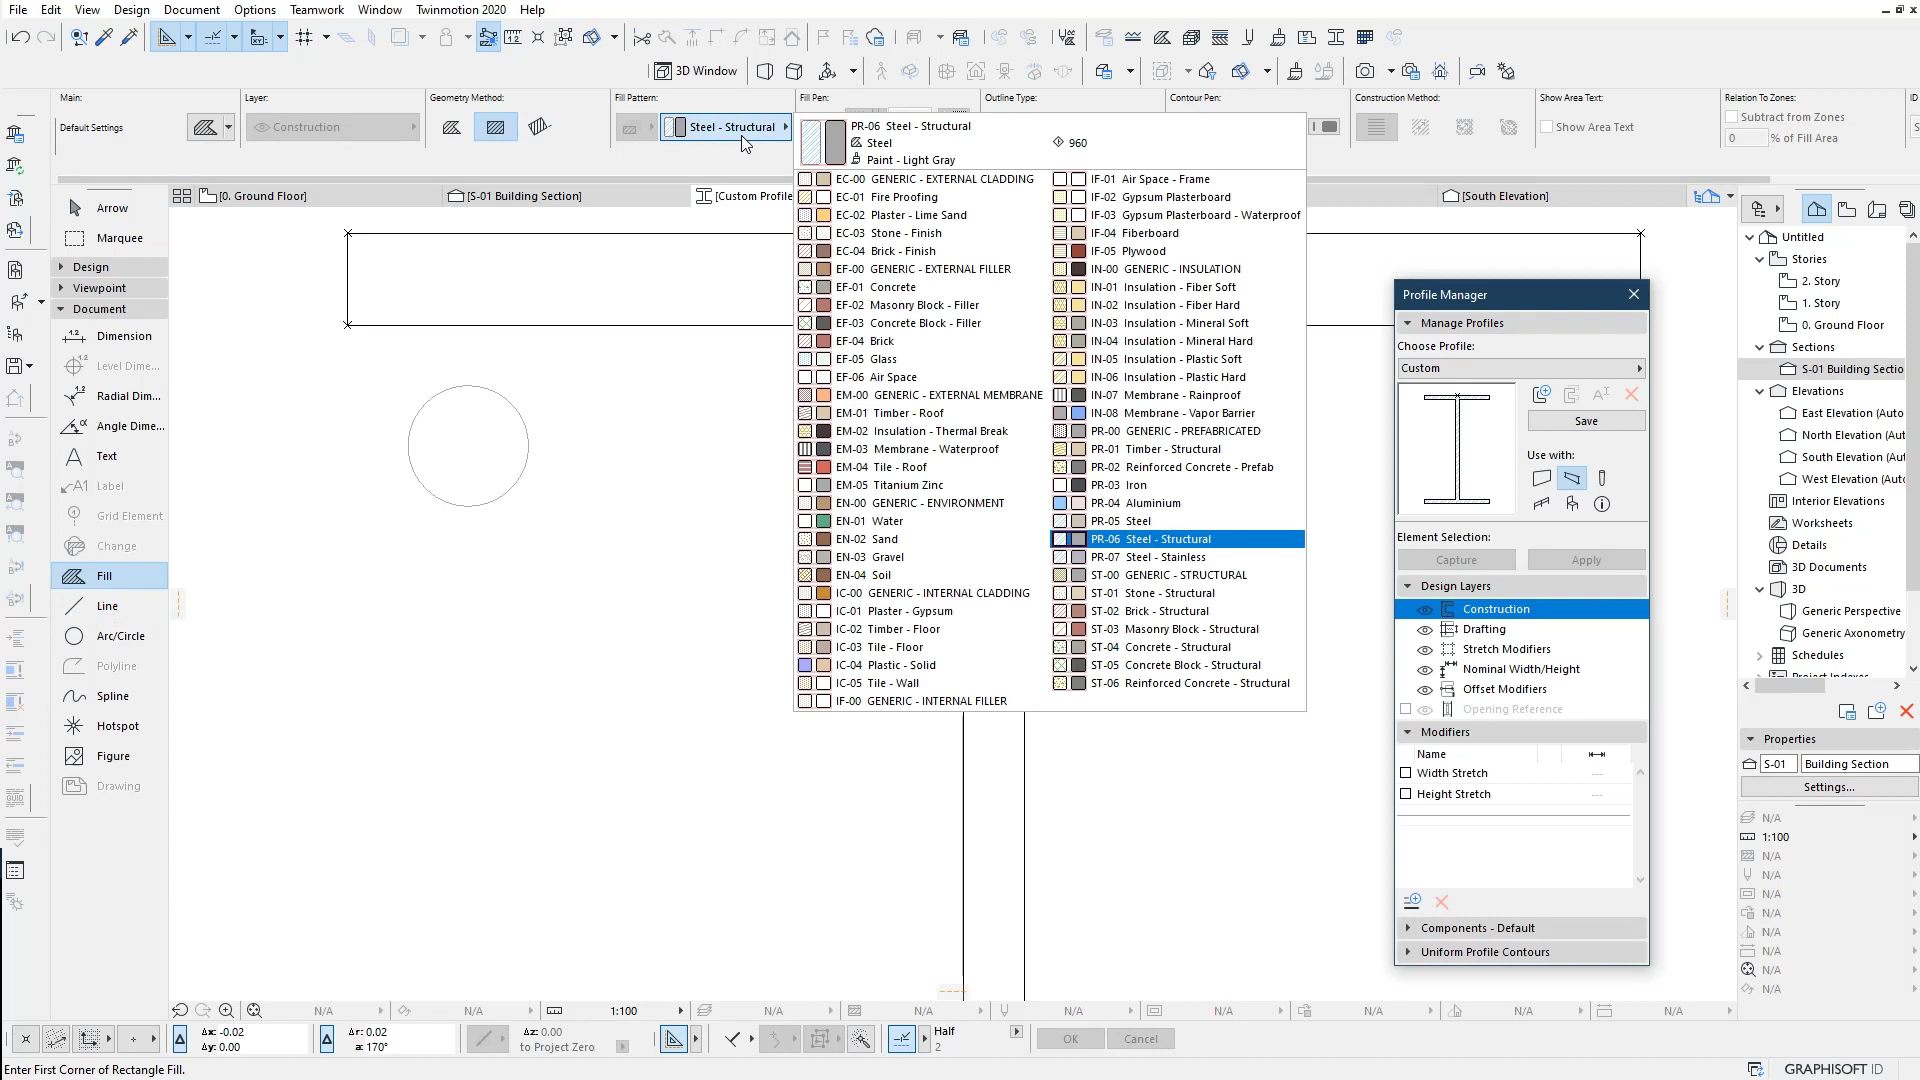 File Edit View Design Document Options Teamwork Window Twinmotion 2020 Help
3D Window
Main: Layer: Geometry Method: Fill Pattern: Fill Pen: Outline Type: Contour Pen: Construction Method: Show Area Text: Relation To Zones: ID
Default Settings
Construction
Steel - Structural
Show Area Text
Subtract from Zones
0 % of Fill Area
PR-06 Steel - Structural
Steel
960
Paint - Light Gray
[0. Ground Floor]
[S-01 Building Section]
[Custom Profile
[South Elevation]
Arrow
Marquee
Design
Viewpoint
Document
Dimension
Level Dime...
Radial Dim...
Angle Dime...
Text
Label
Grid Element
Change
Fill
Line
Arc/Circle
Polyline
Spline
Hotspot
Figure
Drawing
EC-00 GENERIC - EXTERNAL CLADDING
EC-01 Fire Proofing
EC-02 Plaster - Lime Sand
EC-03 Stone - Finish
EC-04 Brick - Finish
EF-00 GENERIC - EXTERNAL FILLER
EF-01 Concrete
EF-02 Masonry Block - Filler
EF-03 Concrete Block - Filler
EF-04 Brick
EF-05 Glass
EF-06 Air Space
EM-00 GENERIC - EXTERNAL MEMBRANE
EM-01 Timber - Roof
EM-02 Insulation - Thermal Break
EM-03 Membrane - Waterproof
EM-04 Tile - Roof
EM-05 Titanium Zinc
EN-00 GENERIC - ENVIRONMENT
EN-01 Water
EN-02 Sand
EN-03 Gravel
EN-04 Soil
IC-00 GENERIC - INTERNAL CLADDING
IC-01 Plaster - Gypsum
IC-02 Timber - Floor
IC-03 Tile - Floor
IC-04 Plastic - Solid
IC-05 Tile - Wall
IF-00 GENERIC - INTERNAL FILLER
IF-01 Air Space - Frame
IF-02 Gypsum Plasterboard
IF-03 Gypsum Plasterboard - Waterproof
IF-04 Fiberboard
IF-05 Plywood
IN-00 GENERIC - INSULATION
IN-01 Insulation - Fiber Soft
IN-02 Insulation - Fiber Hard
IN-03 Insulation - Mineral Soft
IN-04 Insulation - Mineral Hard
IN-05 Insulation - Plastic Soft
IN-06 Insulation - Plastic Hard
IN-07 Membrane - Rainproof
IN-08 Membrane - Vapor Barrier
PR-00 GENERIC - PREFABRICATED
PR-01 Timber - Structural
PR-02 Reinforced Concrete - Prefab
PR-03 Iron
PR-04 Aluminium
PR-05 Steel
PR-06 Steel - Structural
PR-07 Steel - Stainless
ST-00 GENERIC - STRUCTURAL
ST-01 Stone - Structural
ST-02 Brick - Structural
ST-03 Masonry Block - Structural
ST-04 Concrete - Structural
ST-05 Concrete Block - Structural
ST-06 Reinforced Concrete - Structural
Profile Manager
Manage Profiles
Choose Profile:
Custom
Save
Use with:
Element Selection:
Capture Apply
Design Layers
Construction
Drafting
Stretch Modifiers
Nominal Width/Height
Offset Modifiers
Opening Reference
Modifiers
Name
Width Stretch ---
Height Stretch ---
Components - Default
Uniform Profile Contours
Untitled
Stories
2. Story
1. Story
0. Ground Floor
Sections
S-01 Building Sectio
Elevations
East Elevation (Auto
North Elevation (Aut
South Elevation (Aut
West Elevation (Auto
Interior Elevations
Worksheets
Details
3D Documents
3D
Generic Perspective
Generic Axonometry
Schedules
Project Indexes
Properties
S-01 Building Section
Settings...
N/A
1:100
N/A
N/A
N/A
N/A
N/A
N/A
N/A
N/A
N/A N/A 1:100 N/A N/A N/A N/A N/A N/A N/A
Δx: -0.02
Δy: 0.00
Δr: 0.02
a: 170°
Δz: 0.00
to Project Zero
Half
2
OK Cancel
Enter First Corner of Rectangle Fill.
GRAPHISOFT ID